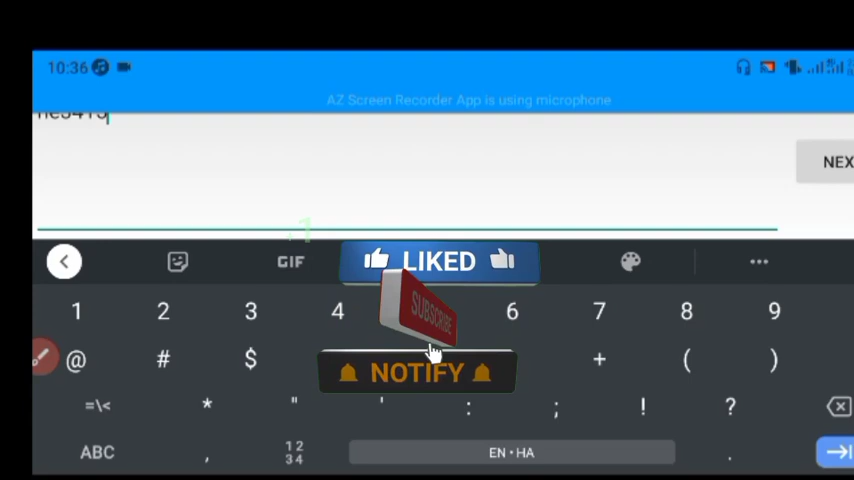 10:36
AZ Screen Recorder App is using microphone
NEX
+1
GIF
LIKED
1 2 3 4 6 7 8 9
SUBSCRIBE
@ # $ + ( )
NOTIFY
=\< * " ' : ; ! ?
ABC , 12 34 EN • HA .